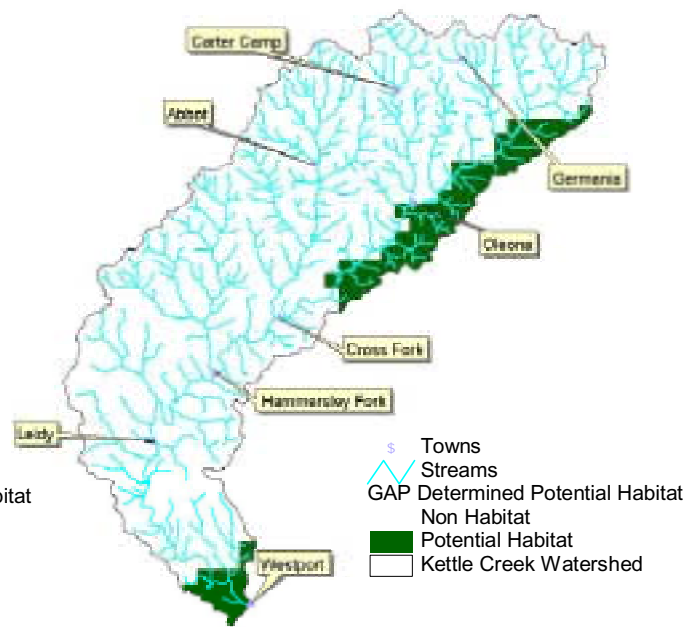 Carter Camp
Abbot
Germania
Oleona
Cross Fork
Hammersley Fork
Leidy
Westport
bitat
$ Towns
Streams
GAP Determined Potential Habitat
Non Habitat
Potential Habitat
Kettle Creek Watershed